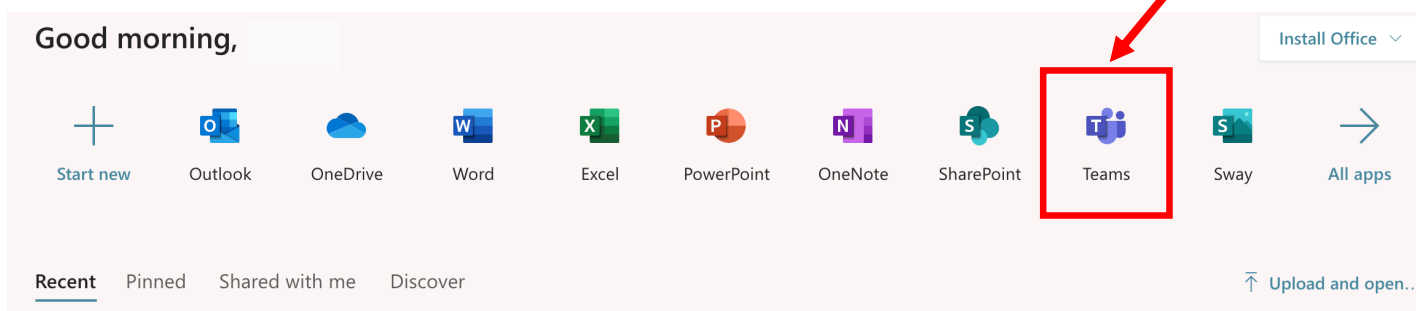 Good morning,
Install Office
Start new
Outlook
OneDrive
Word
Excel
PowerPoint
OneNote
SharePoint
Teams
Sway
All apps
Recent
Pinned
Shared with me
Discover
Upload and open...